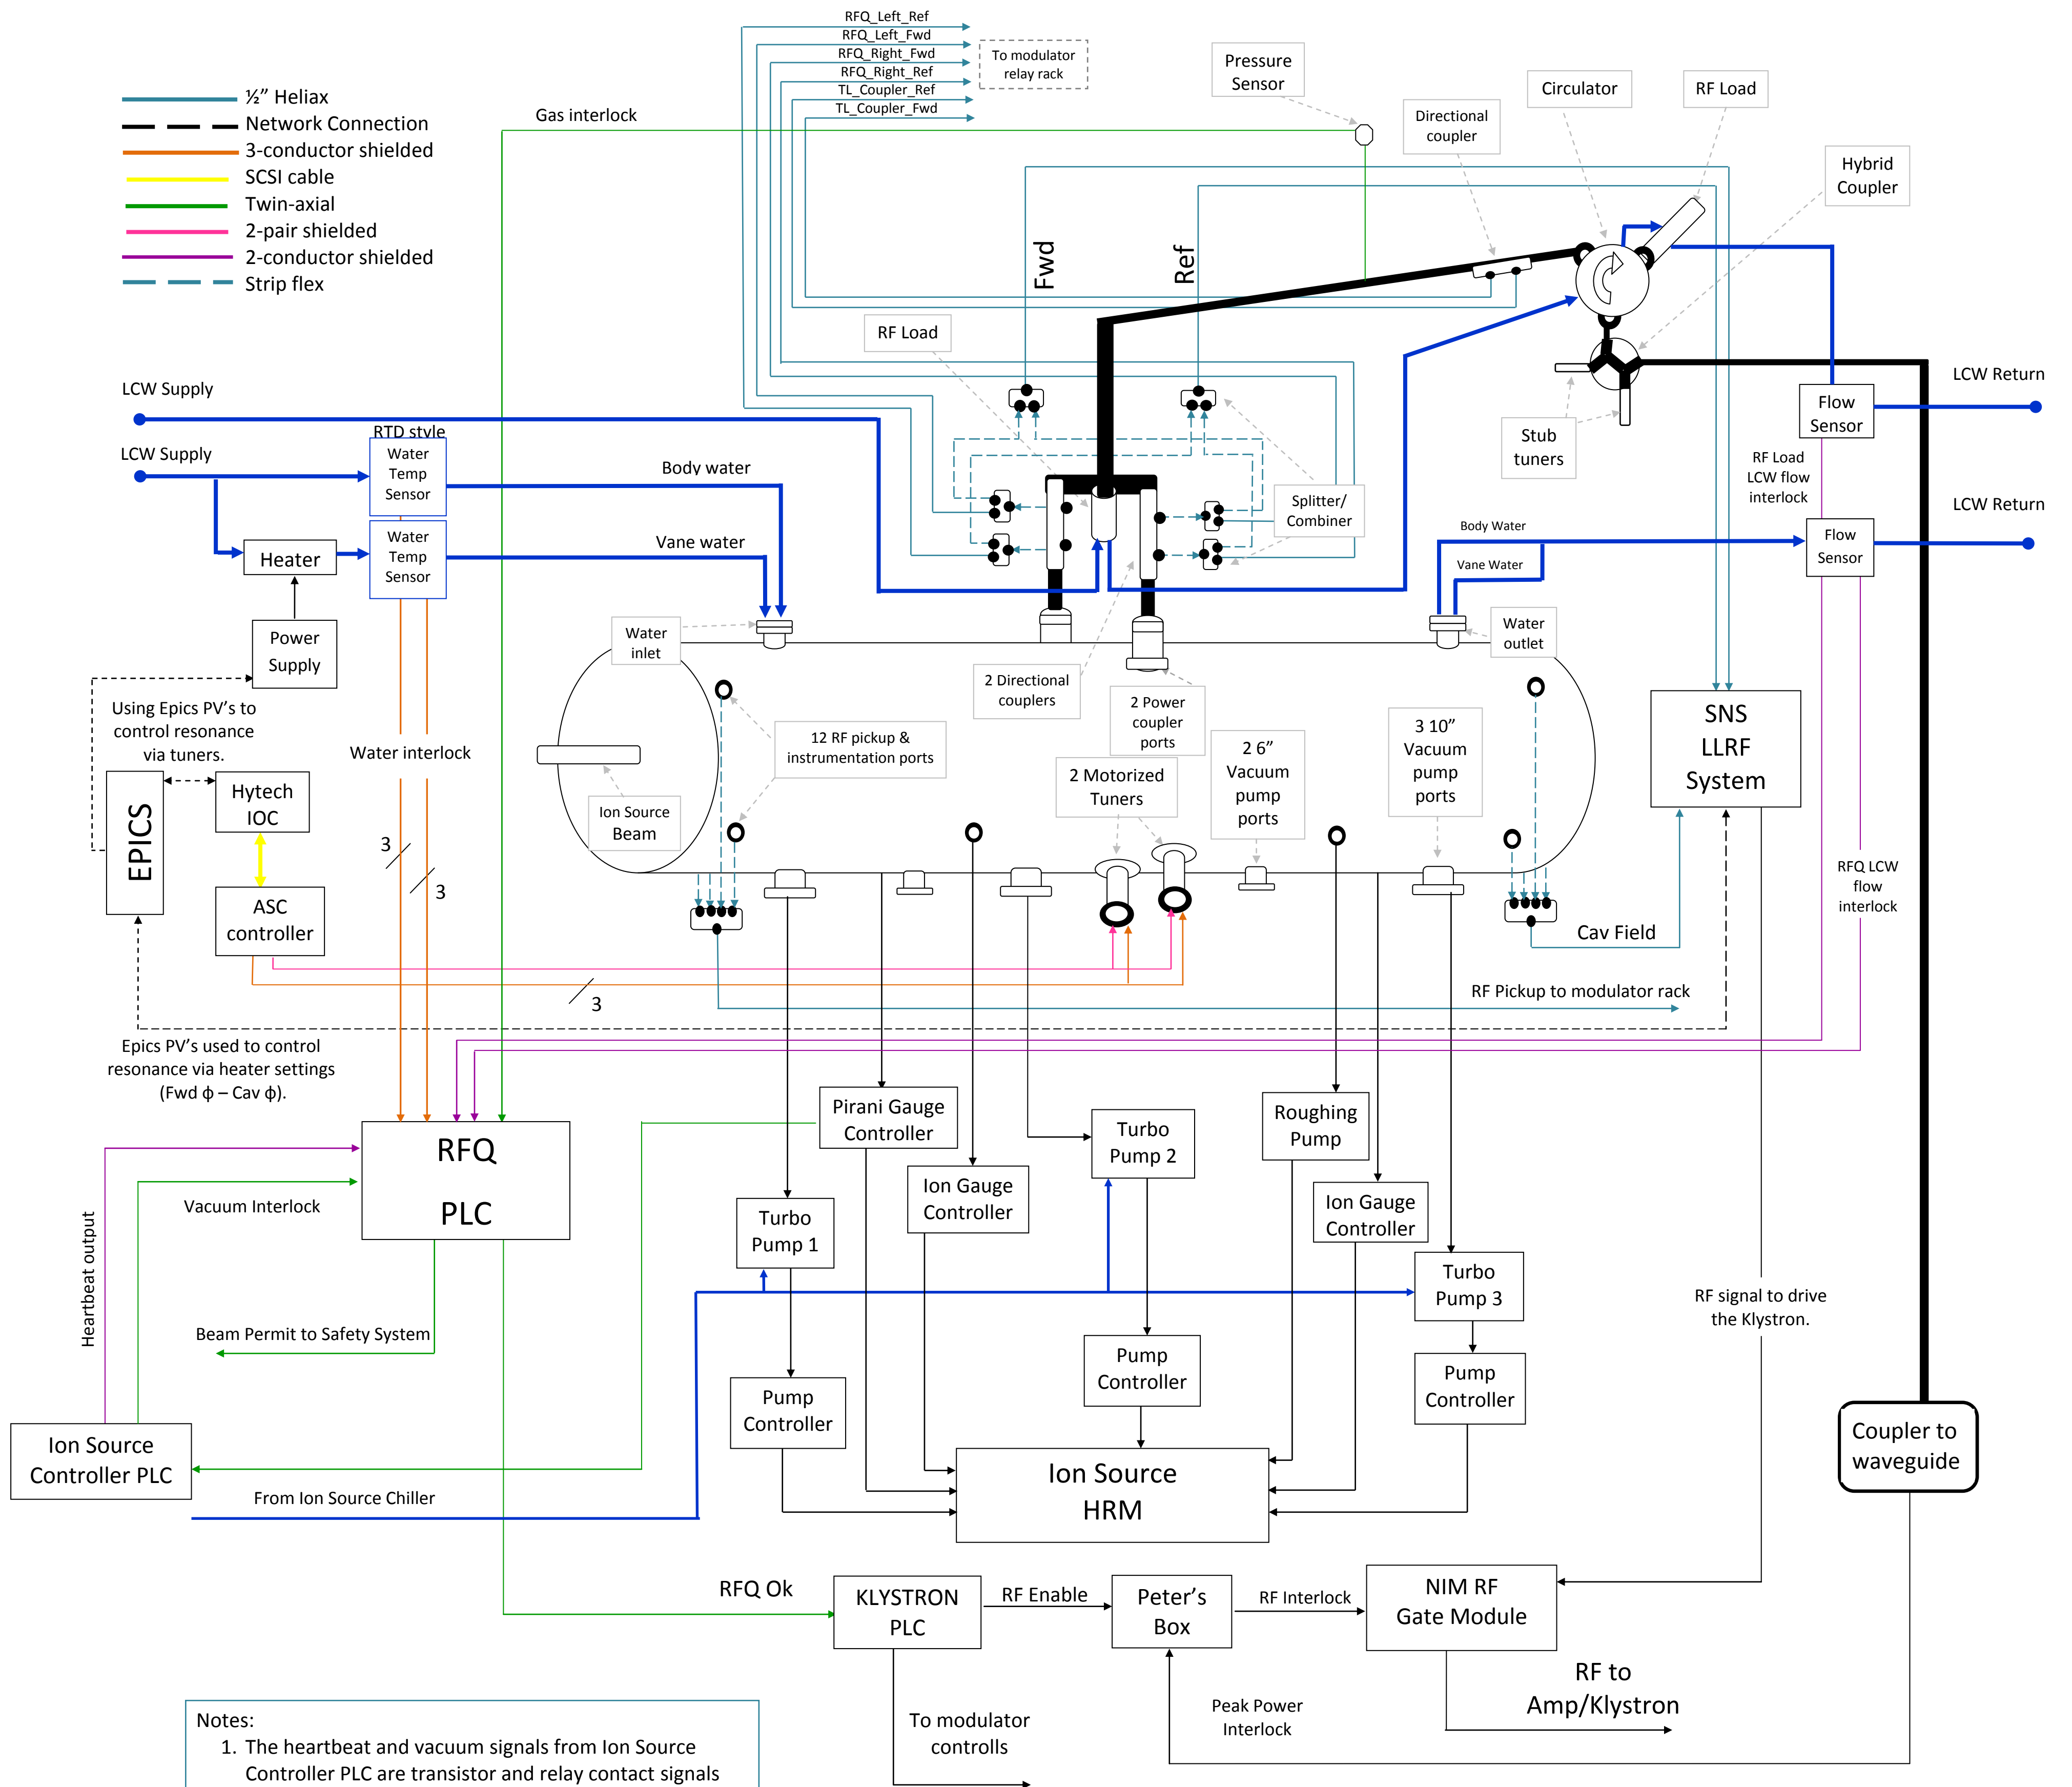 RFQ_Left_Ref
RFQ_Left_Fwd
RFQ_Right_Fwd
RFQ_Right_Ref
TL_Coupler_Ref
TL_Coupler_Fwd
To modulator
relay rack
Pressure
Sensor
Circulator
RF Load
Directional
coupler
Hybrid
Coupler
½” Heliax
Network Connection
3-conductor shielded
SCSI cable
Twin-axial
2-pair shielded
2-conductor shielded
Strip flex
Gas interlock
Fwd
Ref
RF Load
LCW Supply
LCW Supply
RTD style
Water
Temp
Sensor
Water
Temp
Sensor
Body water
Vane water
Heater
Power
Supply
Stub
tuners
Splitter/
Combiner
Flow
Sensor
LCW Return
RF Load
LCW flow
interlock
LCW Return
Flow
Sensor
Body Water
Vane Water
Water
inlet
Water
outlet
2 Directional
couplers
2 Power
coupler
ports
12 RF pickup &
instrumentation ports
2 Motorized
Tuners
2 6”
Vacuum
pump
ports
3 10”
Vacuum
pump
ports
SNS
LLRF
System
Using Epics PV’s to
control resonance
via tuners.
Water interlock
EPICS
Hytech
IOC
ASC
controller
Ion Source
Beam
3
3
3
RFQ LCW
flow
interlock
Cav Field
RF Pickup to modulator rack
Epics PV’s used to control
resonance via heater settings
(Fwd ϕ – Cav ϕ).
RFQ
PLC
Pirani Gauge
Controller
Turbo
Pump 2
Roughing
Pump
Ion Gauge
Controller
Ion Gauge
Controller
Turbo
Pump 1
Turbo
Pump 3
Vacuum Interlock
Heartbeat output
Beam Permit to Safety System
RF signal to drive
the Klystron.
Pump
Controller
Pump
Controller
Pump
Controller
Ion Source
Controller PLC
From Ion Source Chiller
Ion Source
HRM
Coupler to
waveguide
RFQ Ok
KLYSTRON
PLC
RF Enable
Peter’s
Box
RF Interlock
NIM RF
Gate Module
RF to
Amp/Klystron
Peak Power
Interlock
To modulator
controlls
Notes:
1. The heartbeat and vacuum signals from Ion Source
Controller PLC are transistor and relay contact signals